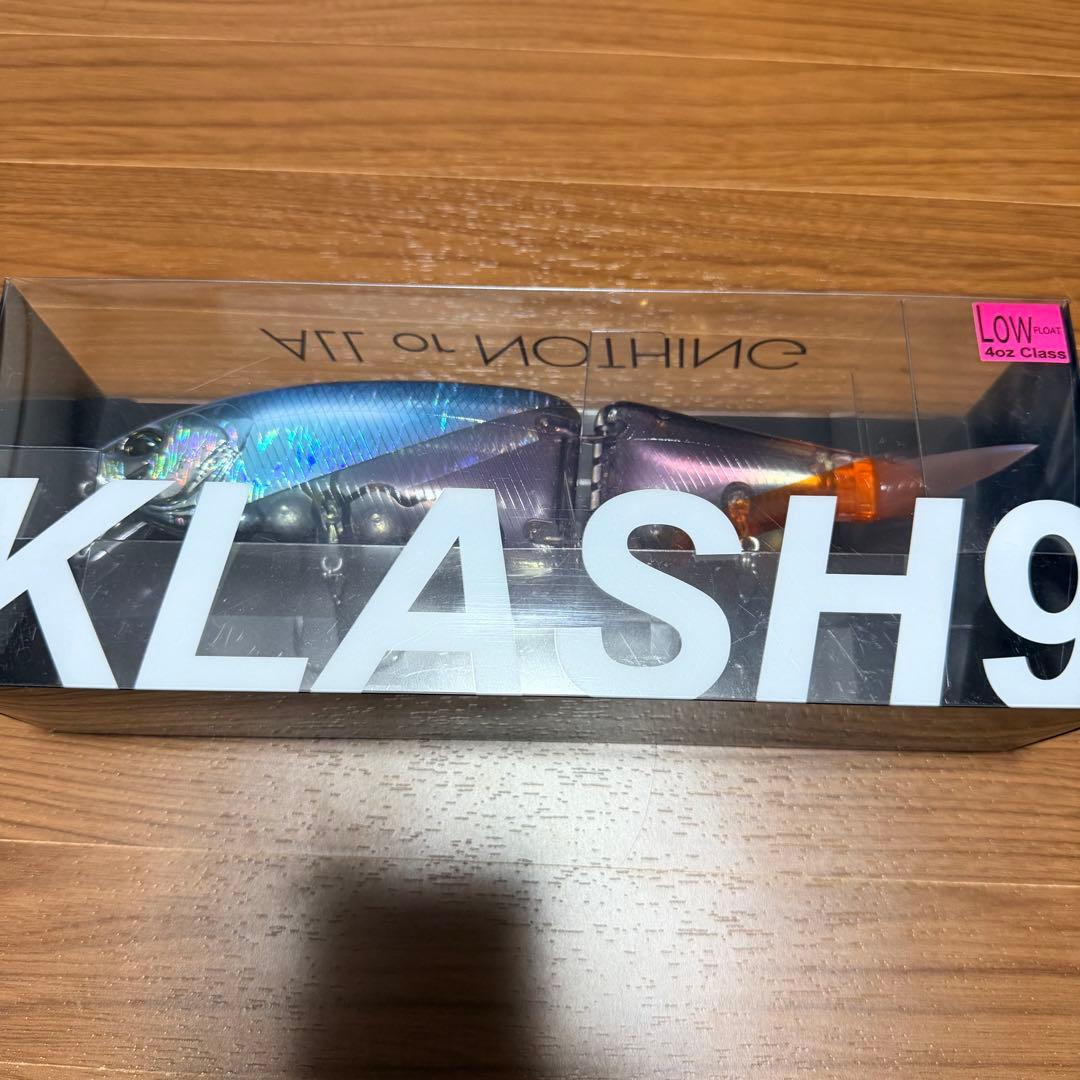 ALL or NOTHING
LOW FLOAT
4oz Class
KLASH9